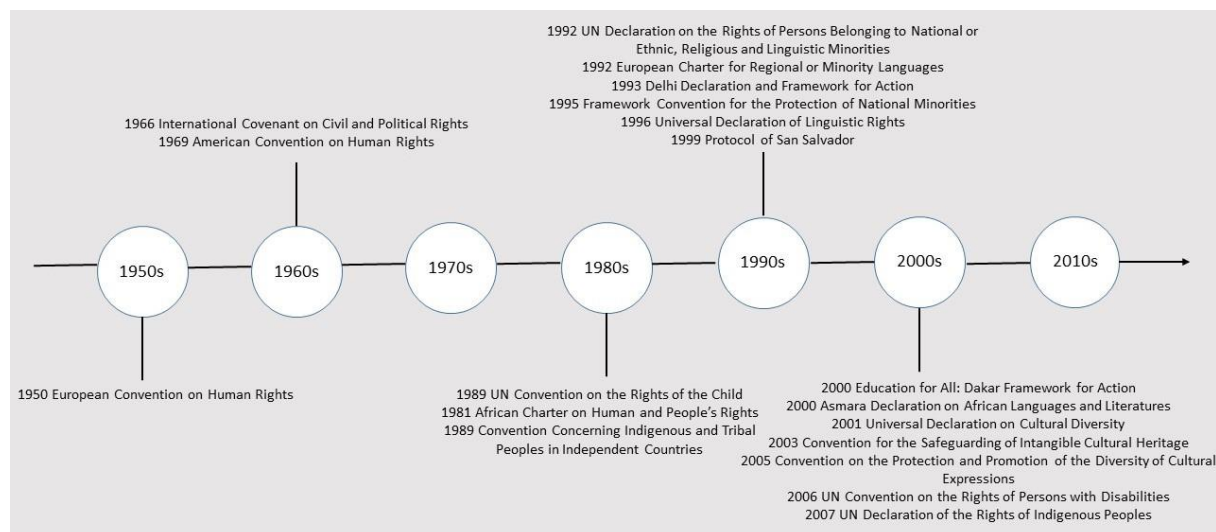 1992 UN Declaration on the Rights of Persons Belonging to National or
Ethnic, Religious and Linguistic Minorities
1992 European Charter for Regional or Minority Languages
1993 Delhi Declaration and Framework for Action
1995 Framework Convention for the Protection of National Minorities
1996 Universal Declaration of Linguistic Rights
1999 Protocol of San Salvador
1966 International Covenant on Civil and Political Rights
1969 American Convention on Human Rights
1950s
1960s
1970s
1980s
1990s
2000s
2010s
1950 European Convention on Human Rights
1989 UN Convention on the Rights of the Child
1981 African Charter on Human and People's Rights
1989 Convention Concerning Indigenous and Tribal
Peoples in Independent Countries
2000 Education for All: Dakar Framework for Action
2000 Asmara Declaration on African Languages and Literatures
2001 Universal Declaration on Cultural Diversity
2003 Convention for the Safeguarding of Intangible Cultural Heritage
2005 Convention on the Protection and Promotion of the Diversity of Cultural
Expressions
2006 UN Convention on the Rights of Persons with Disabilities
2007 UN Declaration of the Rights of Indigenous Peoples